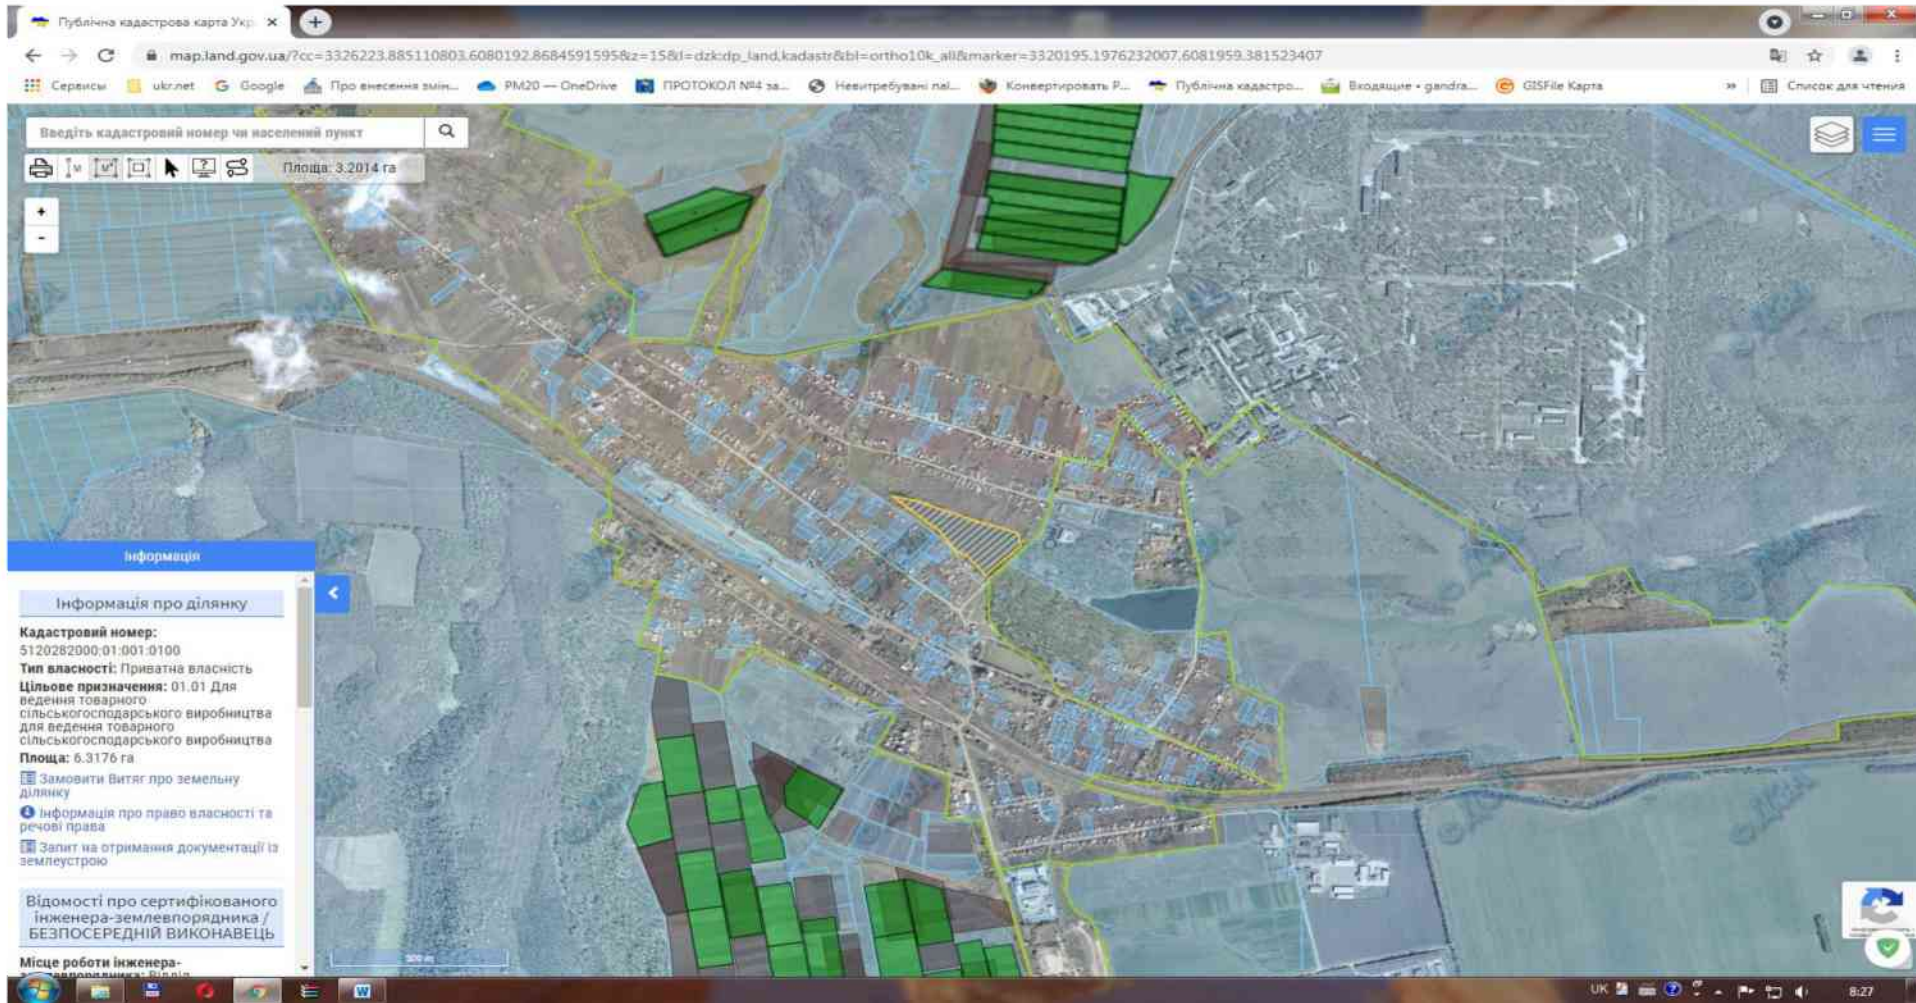 Публічна кадастрова карта Укр
map.land.gov.ua/?cc=3326223.885110803,6080192.868459159&z=15&l=dzk:dp_land,kadastr&bl=ortho10k_all&marker=3320195.1976232007,6081959.381523407
Сервисы
ukr.net
Google
Про внесення змін...
PM20 — OneDrive
ПРОТОКОЛ №4 за...
Невитребувані паї...
Конвертировать P...
Публічна кадастро...
Входящие • gandra...
GISFile Карта
»
Список для чтения
Введіть кадастровий номер чи населений пункт
Площа: 3.2014 га
+
-
Інформація
Інформація про ділянку
Кадастровий номер:
5120282000:01:001:0100
Тип власності: Приватна власність
Цільове призначення: 01.01 Для
ведення товарного
сільськогосподарського виробництва
для ведення товарного
сільськогосподарського виробництва
Площа: 6.3176 га
Замовити Витяг про земельну
ділянку
Інформація про право власності та
речові права
Запит на отримання документації із
землеустрою
Відомості про сертифікованого
інженера-землевпорядника /
БЕЗПОСЕРЕДНІЙ ВИКОНАВЕЦЬ
Місце роботи інженера-
500 m
UK
8:27